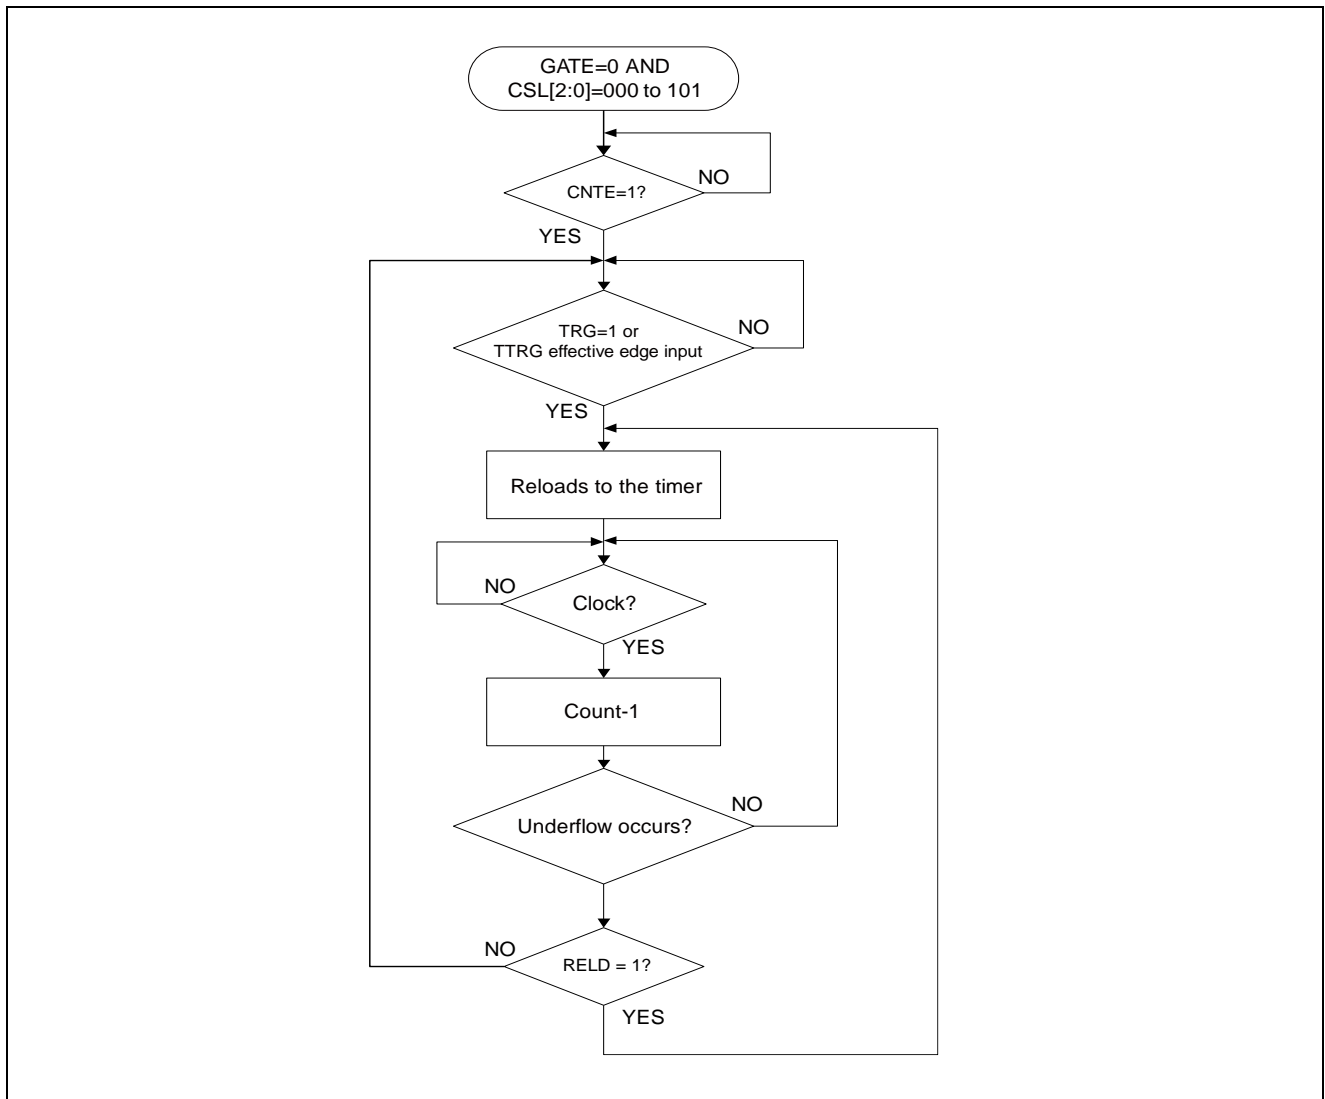 GATE=0 AND
CSL[2:0]=000 to 101
CNTE=1?
NO
YES
TRG=1 or
TTRG effective edge input
NO
YES
Reloads to the timer
NO
Clock?
YES
Count-1
Underflow occurs?
NO
NO
RELD = 1?
YES